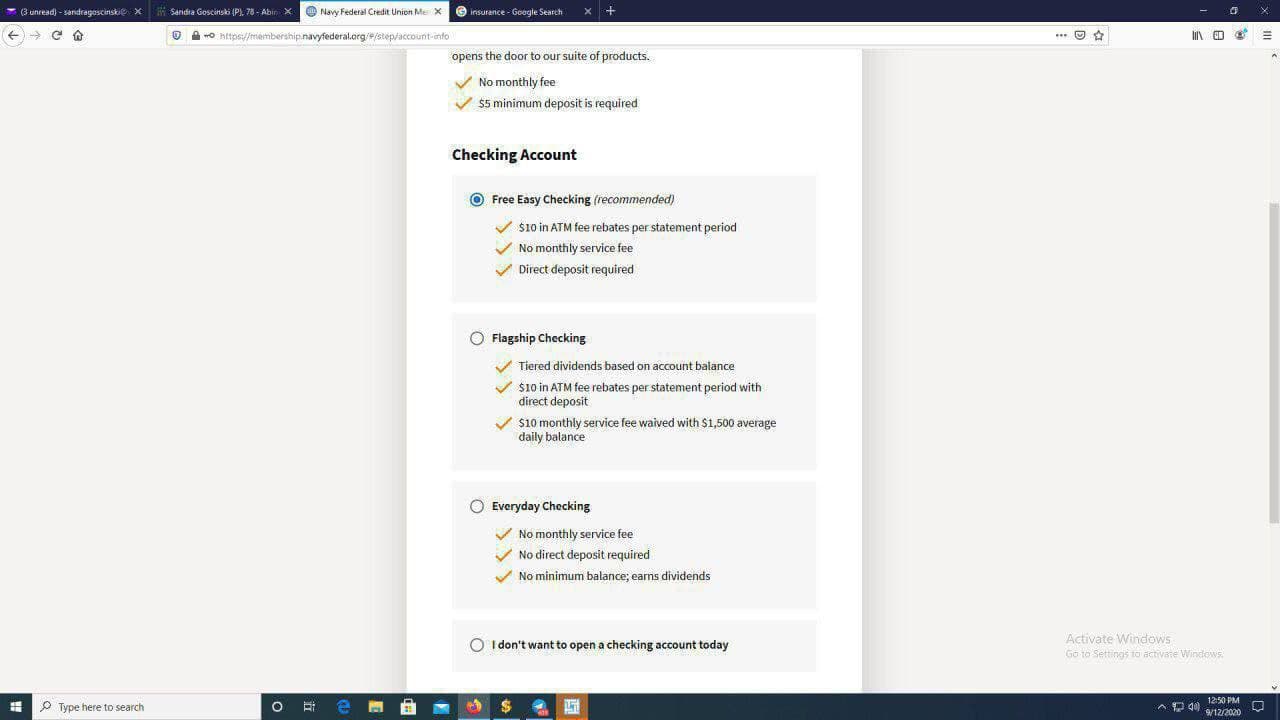 (3 unread) - sandragoscinski@
Sandra Goscinski (P), 78 - Abin
Navy Federal Credit Union Me
insurance - Google Search
https://membership.navyfederal.org/#/step/account-info
opens the door to our suite of products.
No monthly fee
$5 minimum deposit is required
Checking Account
Free Easy Checking (recommended)
$10 in ATM fee rebates per statement period
No monthly service fee
Direct deposit required
Flagship Checking
Tiered dividends based on account balance
$10 in ATM fee rebates per statement period with
direct deposit
$10 monthly service fee waived with $1,500 average
daily balance
Everyday Checking
No monthly service fee
No direct deposit required
No minimum balance; earns dividends
I don't want to open a checking account today
Activate Windows
Go to Settings to activate Windows.
Type here to search
12:50 PM
9/12/2020